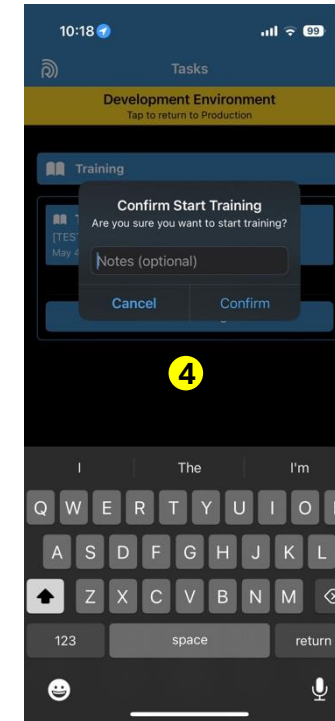 10:18
99
Tasks
Development Environment
Tap to return to Production
Training
Confirm Start Training
Are you sure you want to start training?
[TES
May 4
Notes (optional)
Cancel Confirm
4
I The I'm
Q W E R T Y U I O
A S D F G H J K L
Z X C V B N M
123 space return